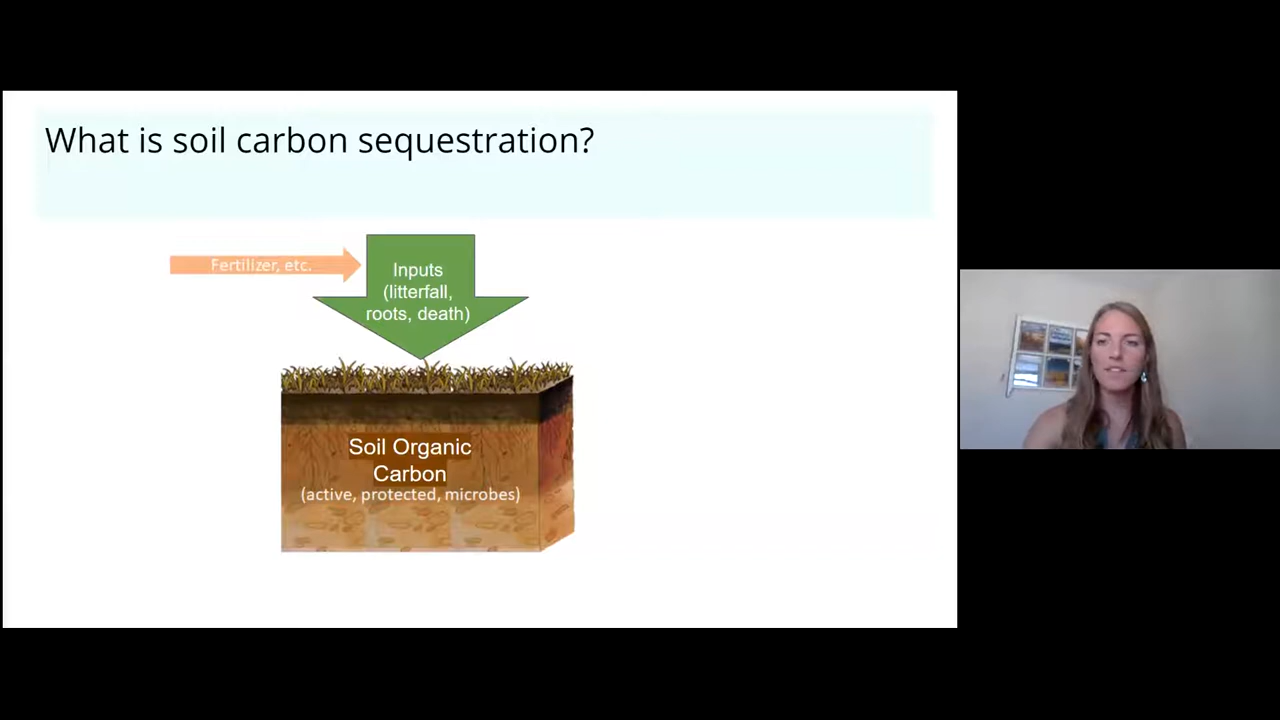 What is soil carbon sequestration?
Fertilizer, etc.
Inputs
(litterfall,
roots, death)
Soil Organic
Carbon
(active, protected, microbes)